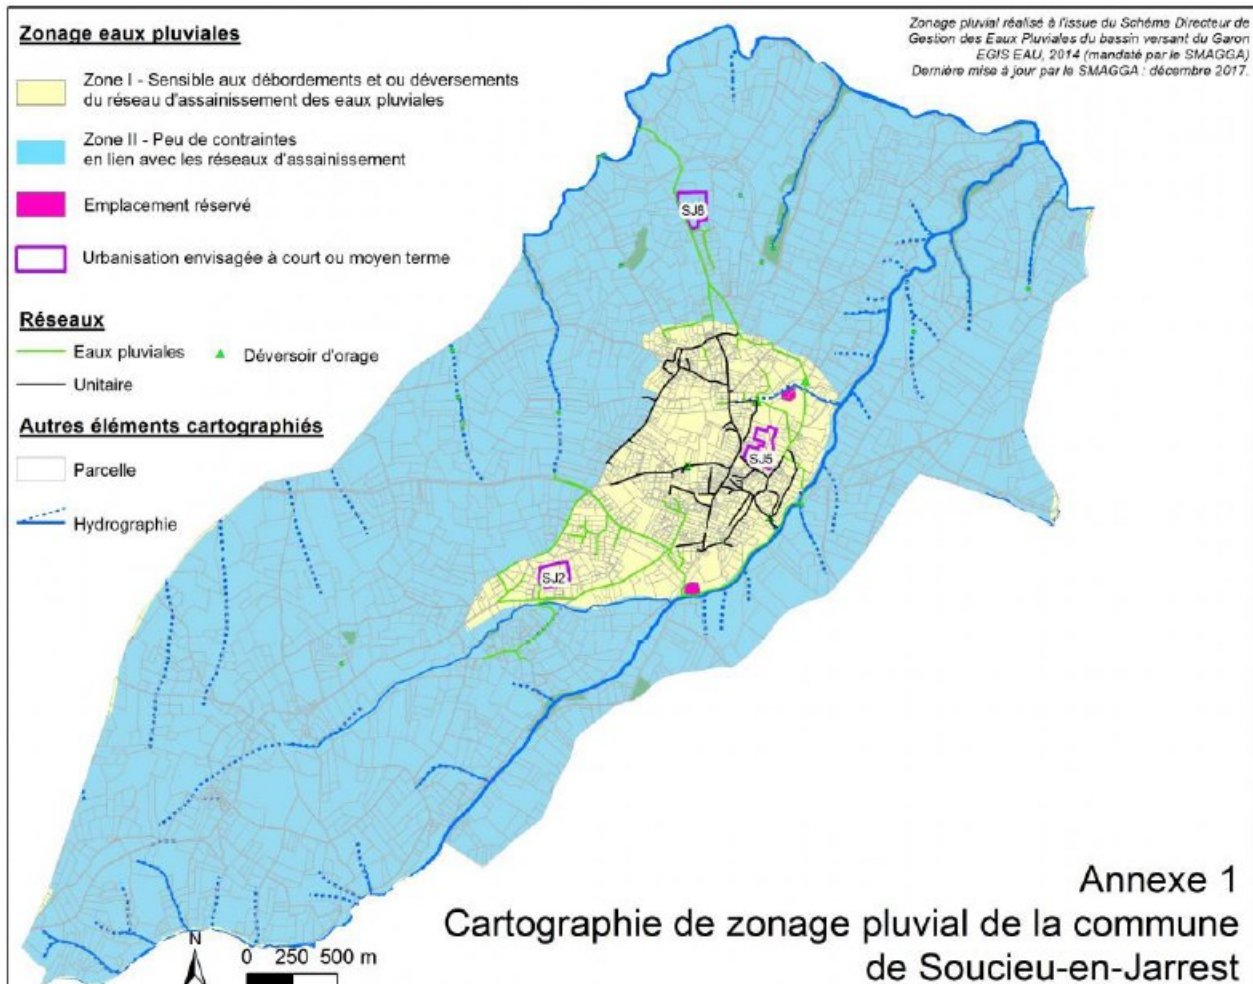 Zonage eaux pluviales
Zone I - Sensible aux débordements et ou déversements
du réseau d'assainissement des eaux pluviales
Zone II - Peu de contraintes
en lien avec les réseaux d'assainissement
Emplacement réservé
Urbanisation envisagée à court ou moyen terme
Réseaux
Eaux pluviales
Déversoir d'orage
Unitaire
Autres éléments cartographiés
Parcelle
Hydrographie
Zonage pluvial réalisé à l'issue du Schéma Directeur de
Gestion des Eaux Pluviales du bassin versant du Garon
EGIS EAU, 2014 (mandaté par le SMAGGA)
Dernière mise à jour par le SMAGGA : décembre 2017.
SJ8
SJ5
SJ2
N
0 250 500 m
Annexe 1
Cartographie de zonage pluvial de la commune
de Soucieu-en-Jarrest